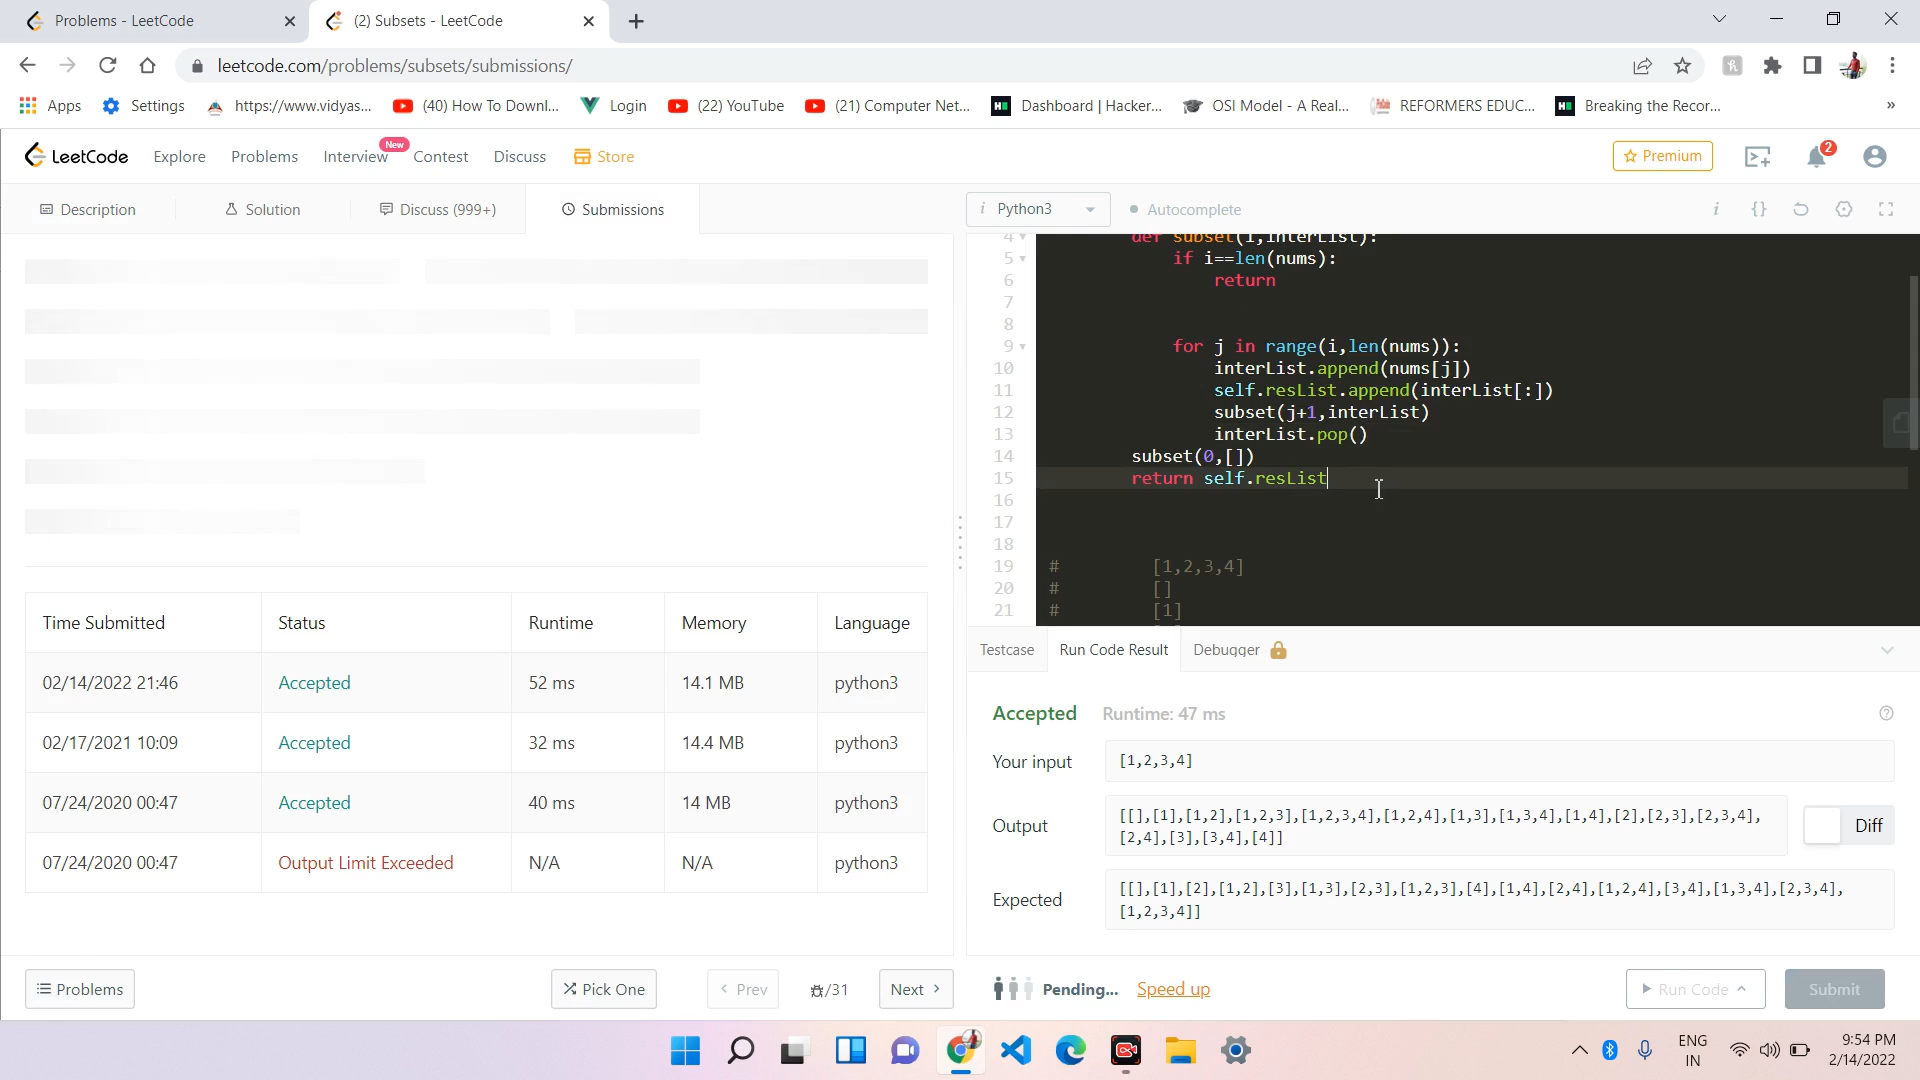 Problems - LeetCode
(2) Subsets - LeetCode
leetcode.com/problems/subsets/submissions/
Apps
Settings
https://www.vidyas...
(40) How To Downl...
Login
(22) YouTube
(21) Computer Net...
Dashboard | Hacker...
OSI Model - A Real...
REFORMERS EDUC...
Breaking the Recor...
»
LeetCode
Explore
Problems
Interview
New
Contest
Discuss
Store
Premium
2
Description
Solution
Discuss (999+)
Submissions
i Python3
Autocomplete
i
{}
4 def subset(i,interList):
5 if i==len(nums):
6 return
7
8
9 for j in range(i,len(nums)):
10 interList.append(nums[j])
11 self.resList.append(interList[:])
12 subset(j+1,interList)
13 interList.pop()
14 subset(0,[])
15 return self.resList
16
17
18
19 # [1,2,3,4]
20 # []
21 # [1]
Time Submitted Status Runtime Memory Language
02/14/2022 21:46 Accepted 52 ms 14.1 MB python3
02/17/2021 10:09 Accepted 32 ms 14.4 MB python3
07/24/2020 00:47 Accepted 40 ms 14 MB python3
07/24/2020 00:47 Output Limit Exceeded N/A N/A python3
Testcase
Run Code Result
Debugger
Accepted Runtime: 47 ms
Your input
[1,2,3,4]
Output
[[],[1],[1,2],[1,2,3],[1,2,3,4],[1,2,4],[1,3],[1,3,4],[1,4],[2],[2,3],[2,3,4],
[2,4],[3],[3,4],[4]]
Diff
Expected
[[],[1],[2],[1,2],[3],[1,3],[2,3],[1,2,3],[4],[1,4],[2,4],[1,2,4],[3,4],[1,3,4],[2,3,4],
[1,2,3,4]]
Problems
Pick One
Prev
/31
Next
Pending...
Speed up
Run Code
Submit
ENG
IN
9:54 PM
2/14/2022